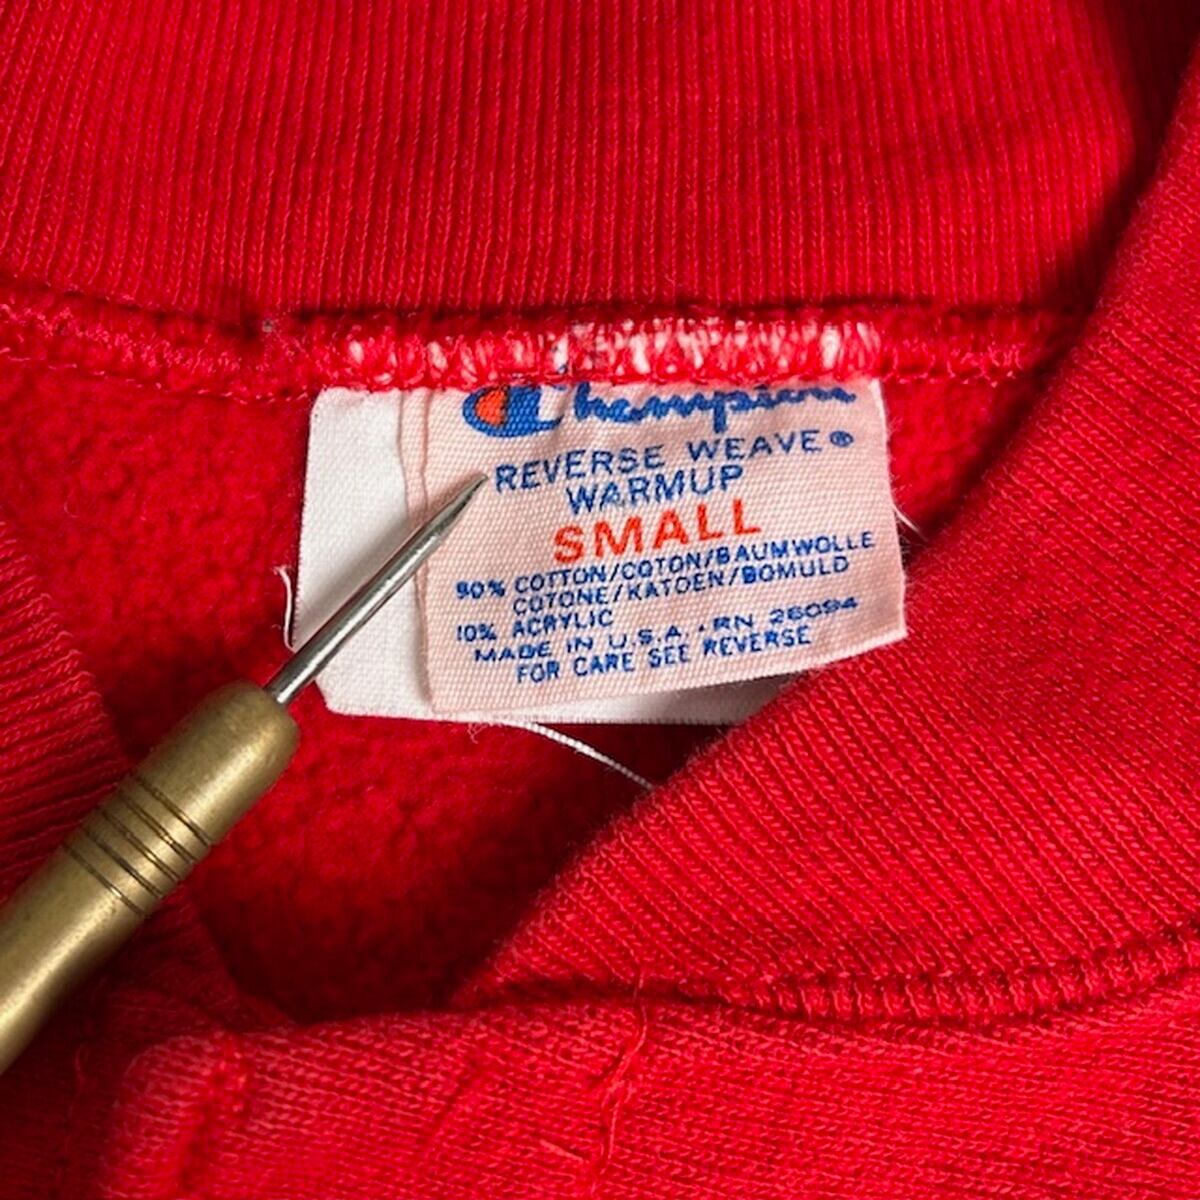 Champion
REVERSE WEAVE®
WARMUP
SMALL
90% COTTON/COTON/BAUMWOLLE
COTONE/KATOEN/BOMULD
10% ACRYLIC
MADE IN U.S.A. · RN 26094
FOR CARE SEE REVERSE